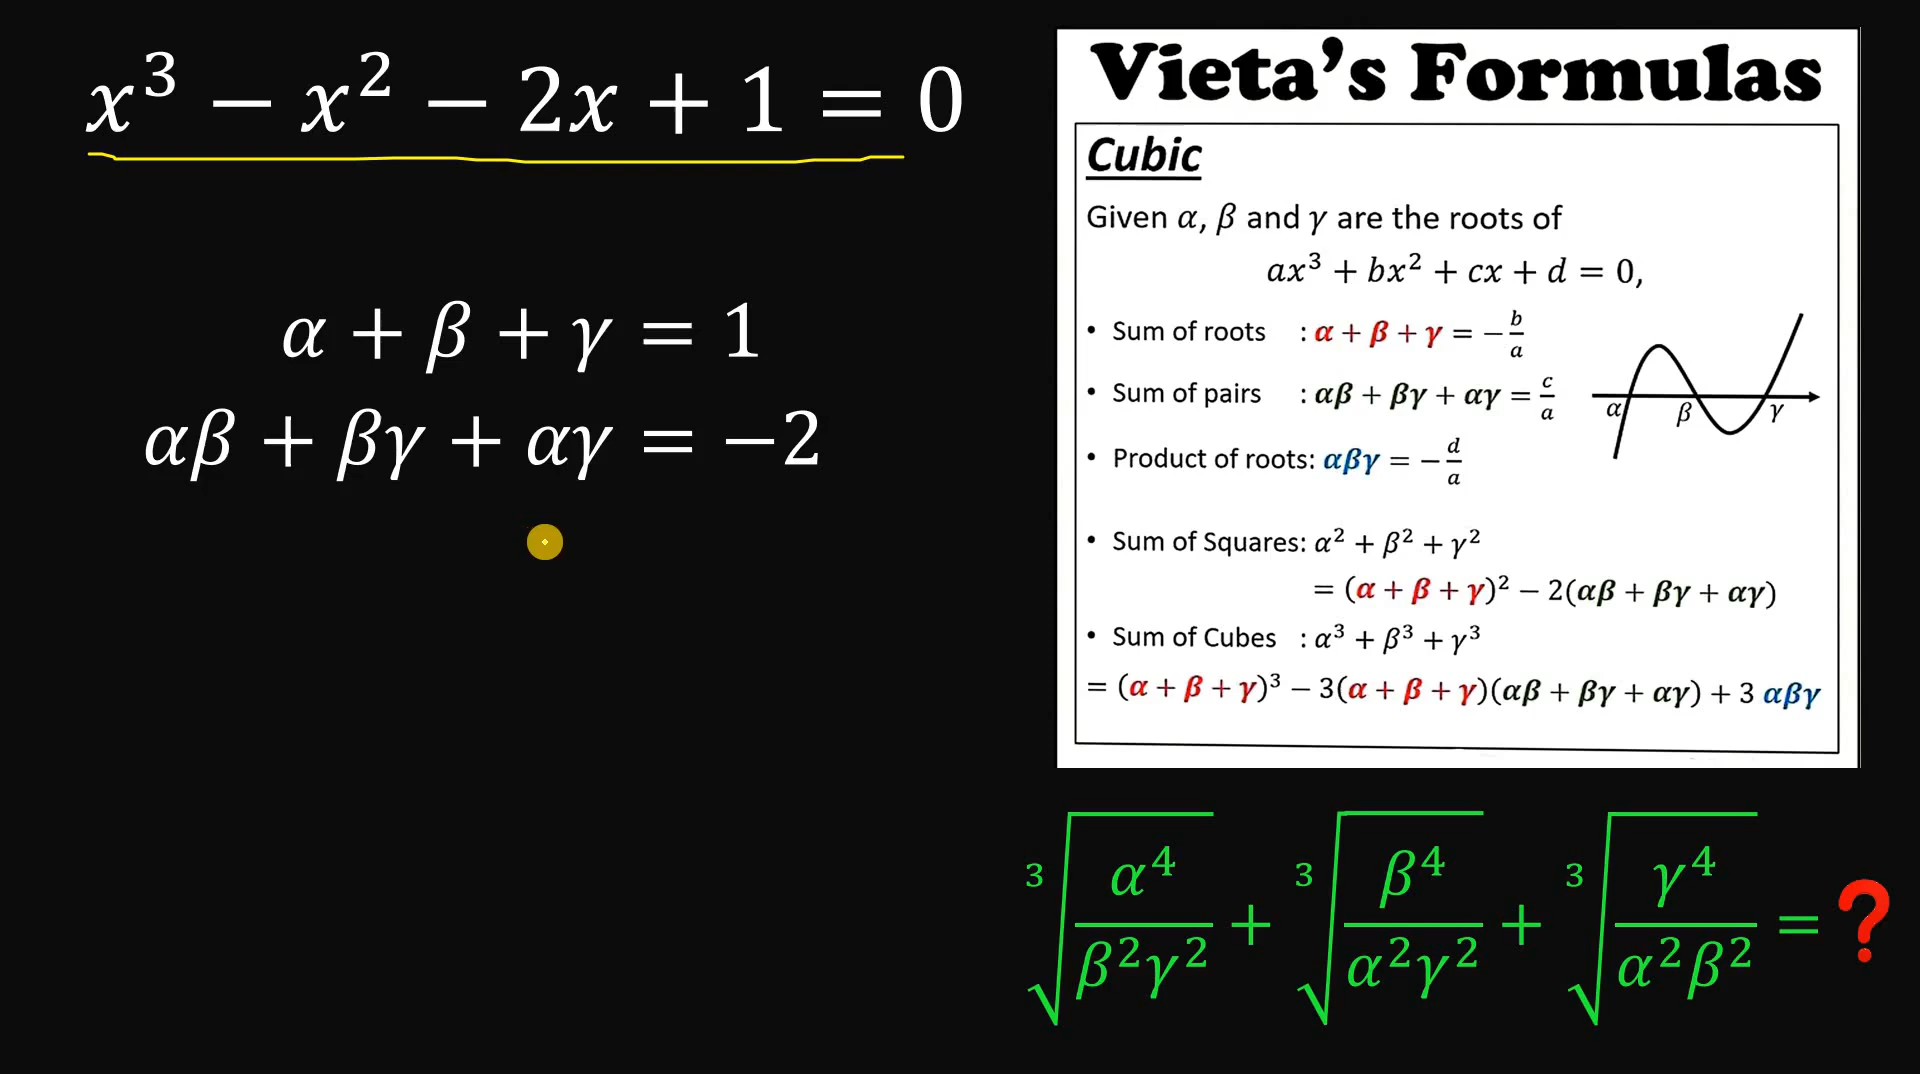 x³ − x² − 2x + 1 = 0
α + β + γ = 1
αβ + βγ + αγ = −2
Vieta's Formulas
Cubic
Given α, β and γ are the roots of
ax³ + bx² + cx + d = 0,
• Sum of roots : α + β + γ = − b/a
• Sum of pairs : αβ + βγ + αγ = c/a
• Product of roots: αβγ = − d/a
α β γ
• Sum of Squares: α² + β² + γ²
= (α + β + γ)² − 2(αβ + βγ + αγ)
• Sum of Cubes : α³ + β³ + γ³
= (α + β + γ)³ − 3(α + β + γ)(αβ + βγ + αγ) + 3 αβγ
∛(α⁴/β²γ²) + ∛(β⁴/α²γ²) + ∛(γ⁴/α²β²) = ?